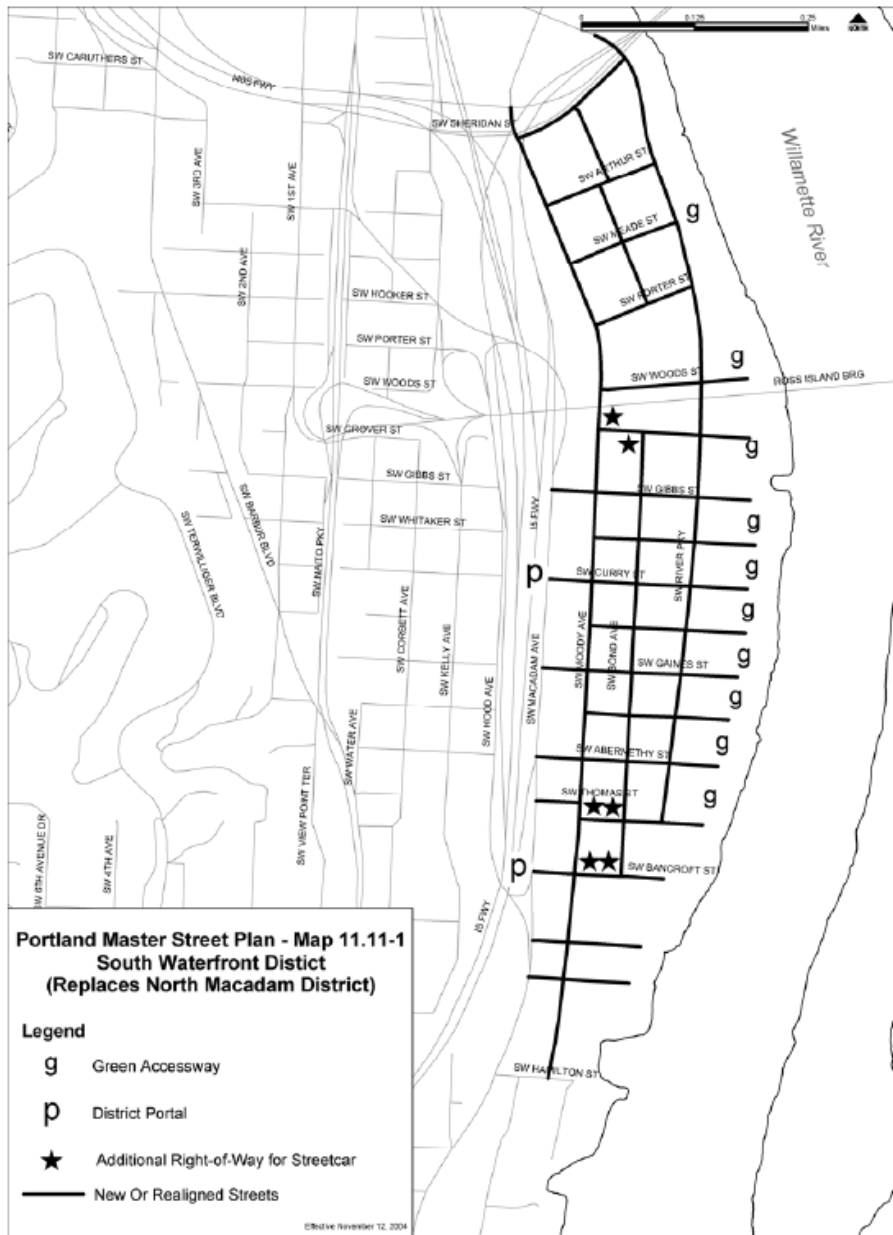 0 0.125 0.25
Miles
NORTH
SW CARUTHERS ST
I405 FWY
SW SHERIDAN ST
SW 3RD AVE
SW 1ST AVE
SW ARTHUR ST
Willamette River
g
SW MEADE ST
SW 2ND AVE
SW HOOKER ST
SW PORTER ST
SW PORTER ST
g
SW WOODS ST
SW WOODS ST
ROSS ISLAND BRG
SW GROVER ST
g
SW GIBBS ST
SW GIBBS ST
SW BARBUR BLVD
SW TERWILLIGER BLVD
SW NAITO PKY
SW WHITAKER ST
I5 FWY
g
SW RIVER PKY
p
SW CURRY ST
g
SW CORBETT AVE
SW KELLY AVE
SW MOODY AVE
SW BOND AVE
g
SW HOOD AVE
SW MACADAM AVE
SW GAINES ST
g
g
SW WATER AVE
SW VIEW POINT TER
SW ABERNETHY ST
g
SW THOMAS ST
g
SW 6TH AVENUE DR
SW 4TH AVE
p
SW BANCROFT ST
I5 FWY
SW HAMILTON ST
Portland Master Street Plan - Map 11.11-1
South Waterfront Distict
(Replaces North Macadam District)
Legend
g Green Accessway
p District Portal
Additional Right-of-Way for Streetcar
New Or Realigned Streets
Effective November 12, 2004